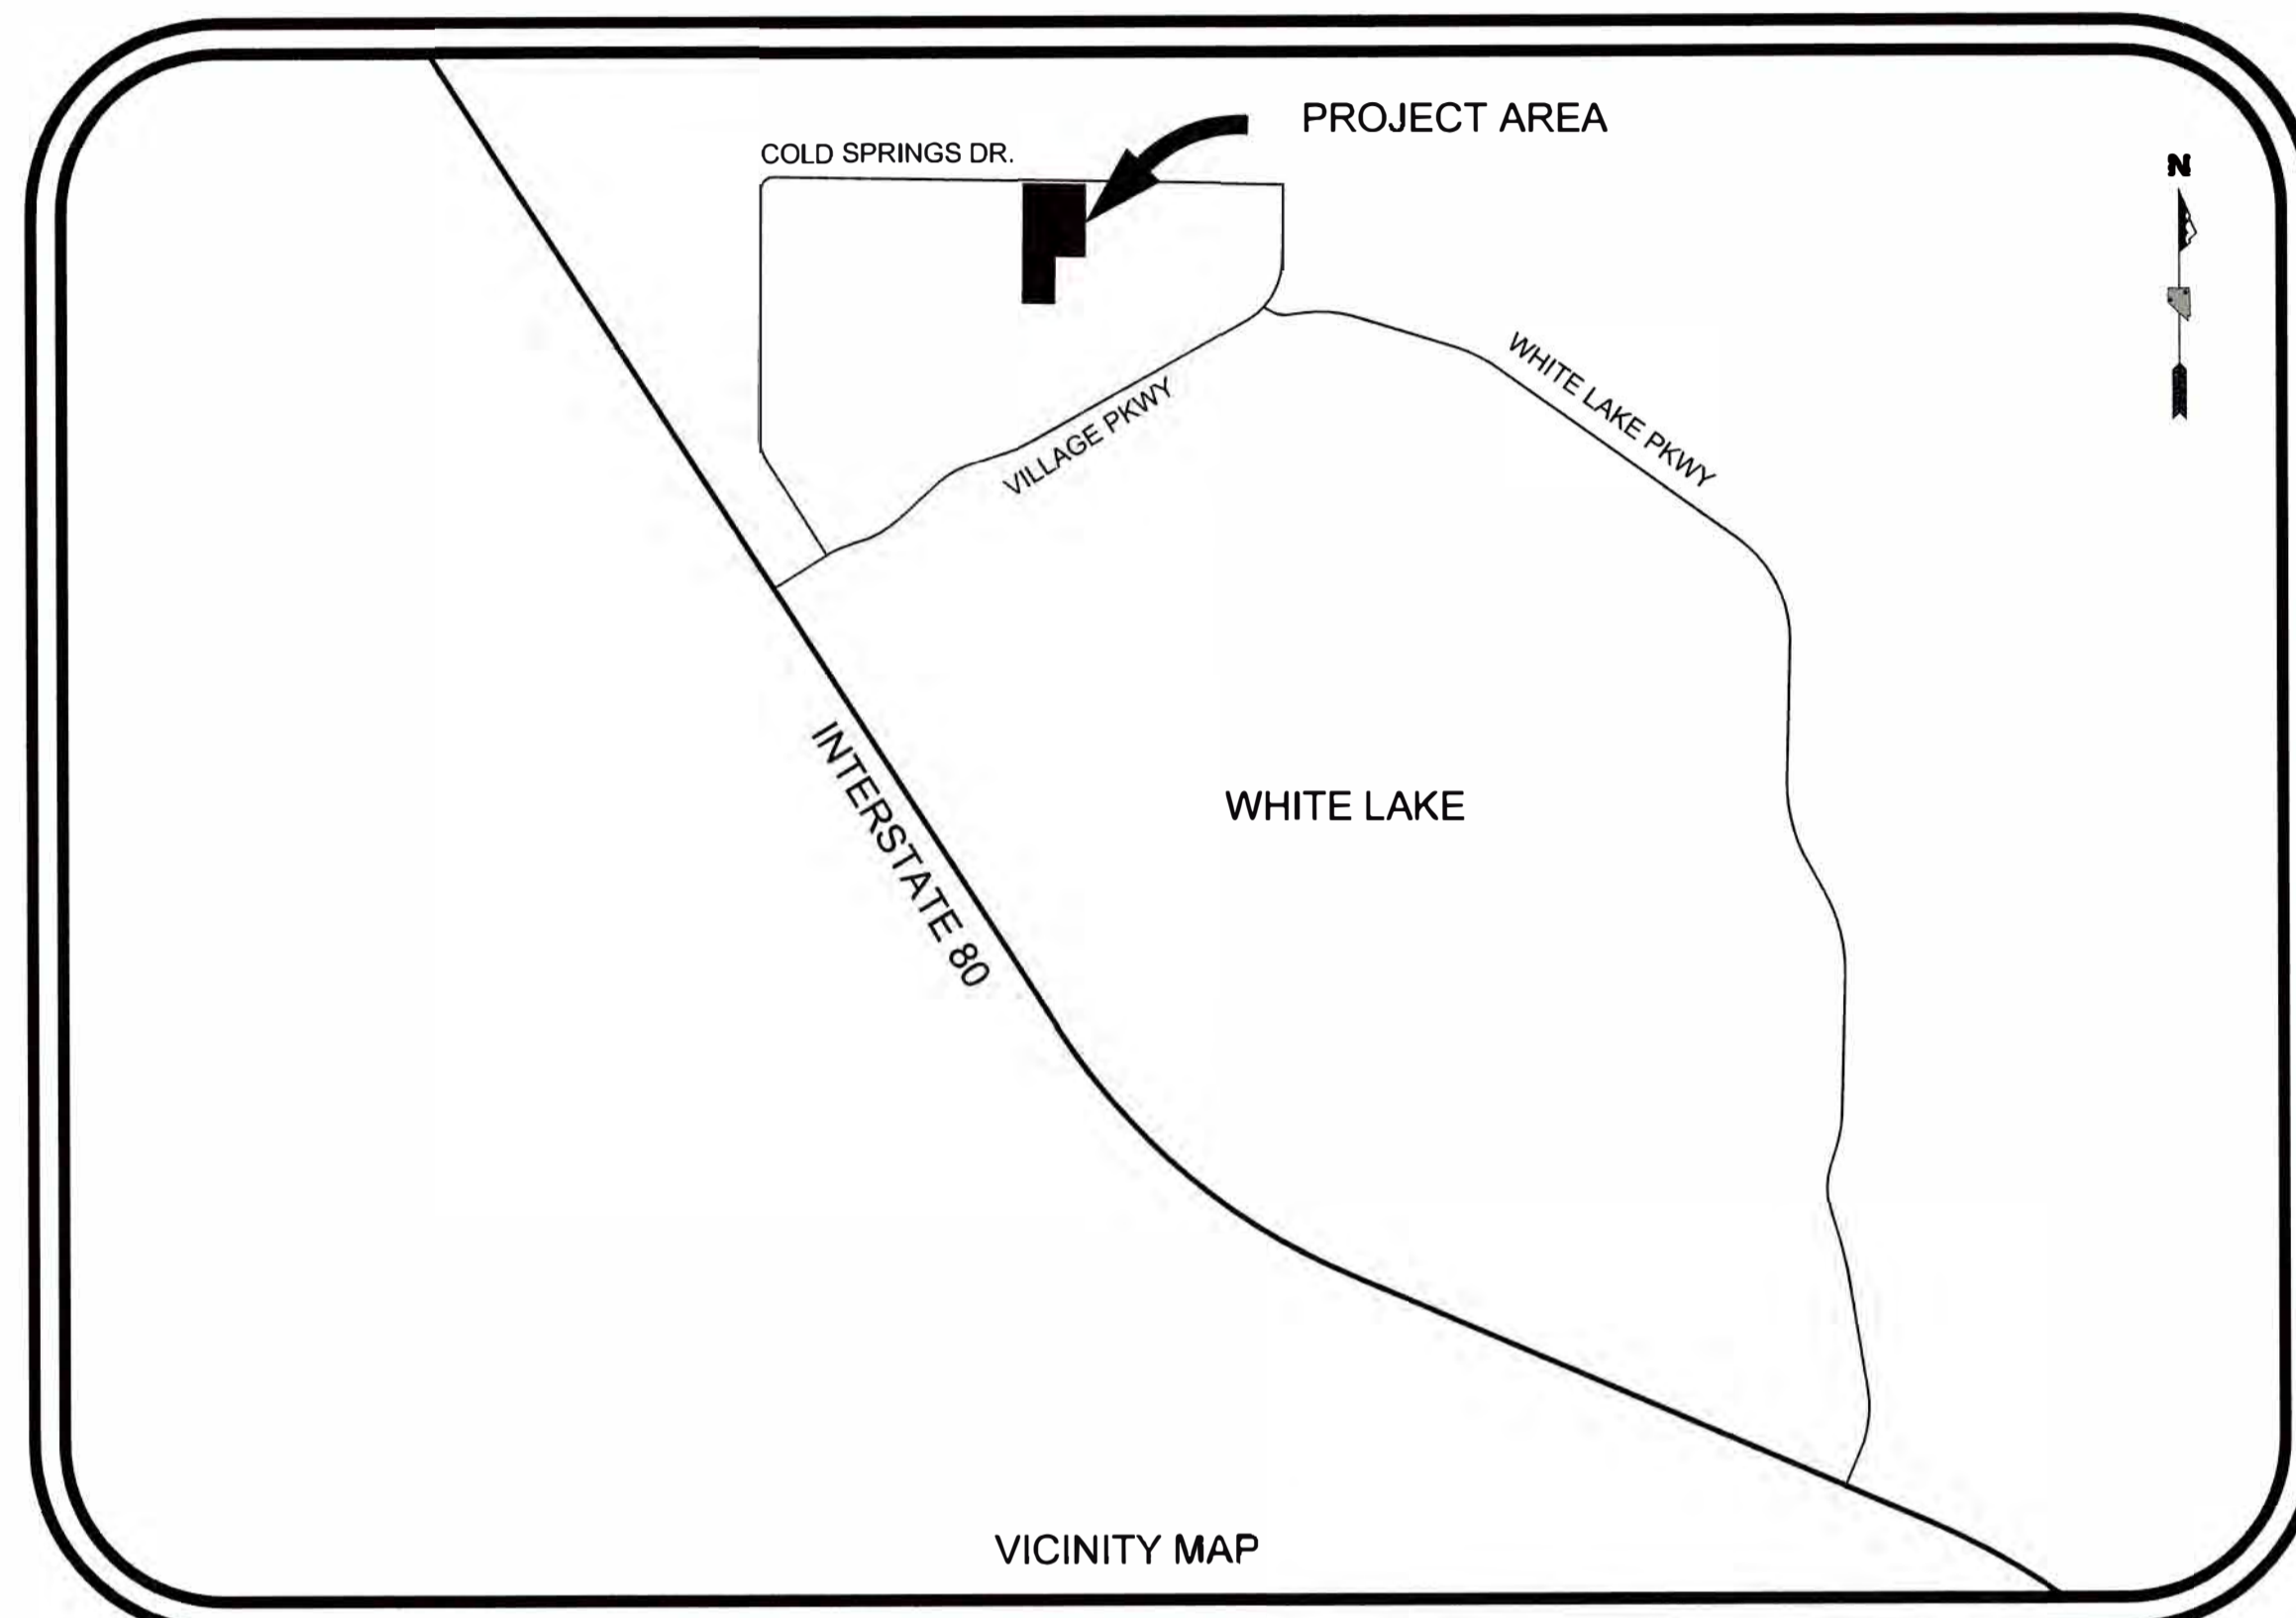 PROJECT AREA
COLD SPRINGS DR.
N
WHITE LAKE PKWY
VILLAGE PKWY
INTERSTATE 80
WHITE LAKE
VICINITY MAP